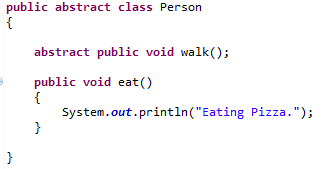 public abstract class Person
{
abstract public void walk();
public void eat()
{
System.out.println("Eating Pizza.");
}
}